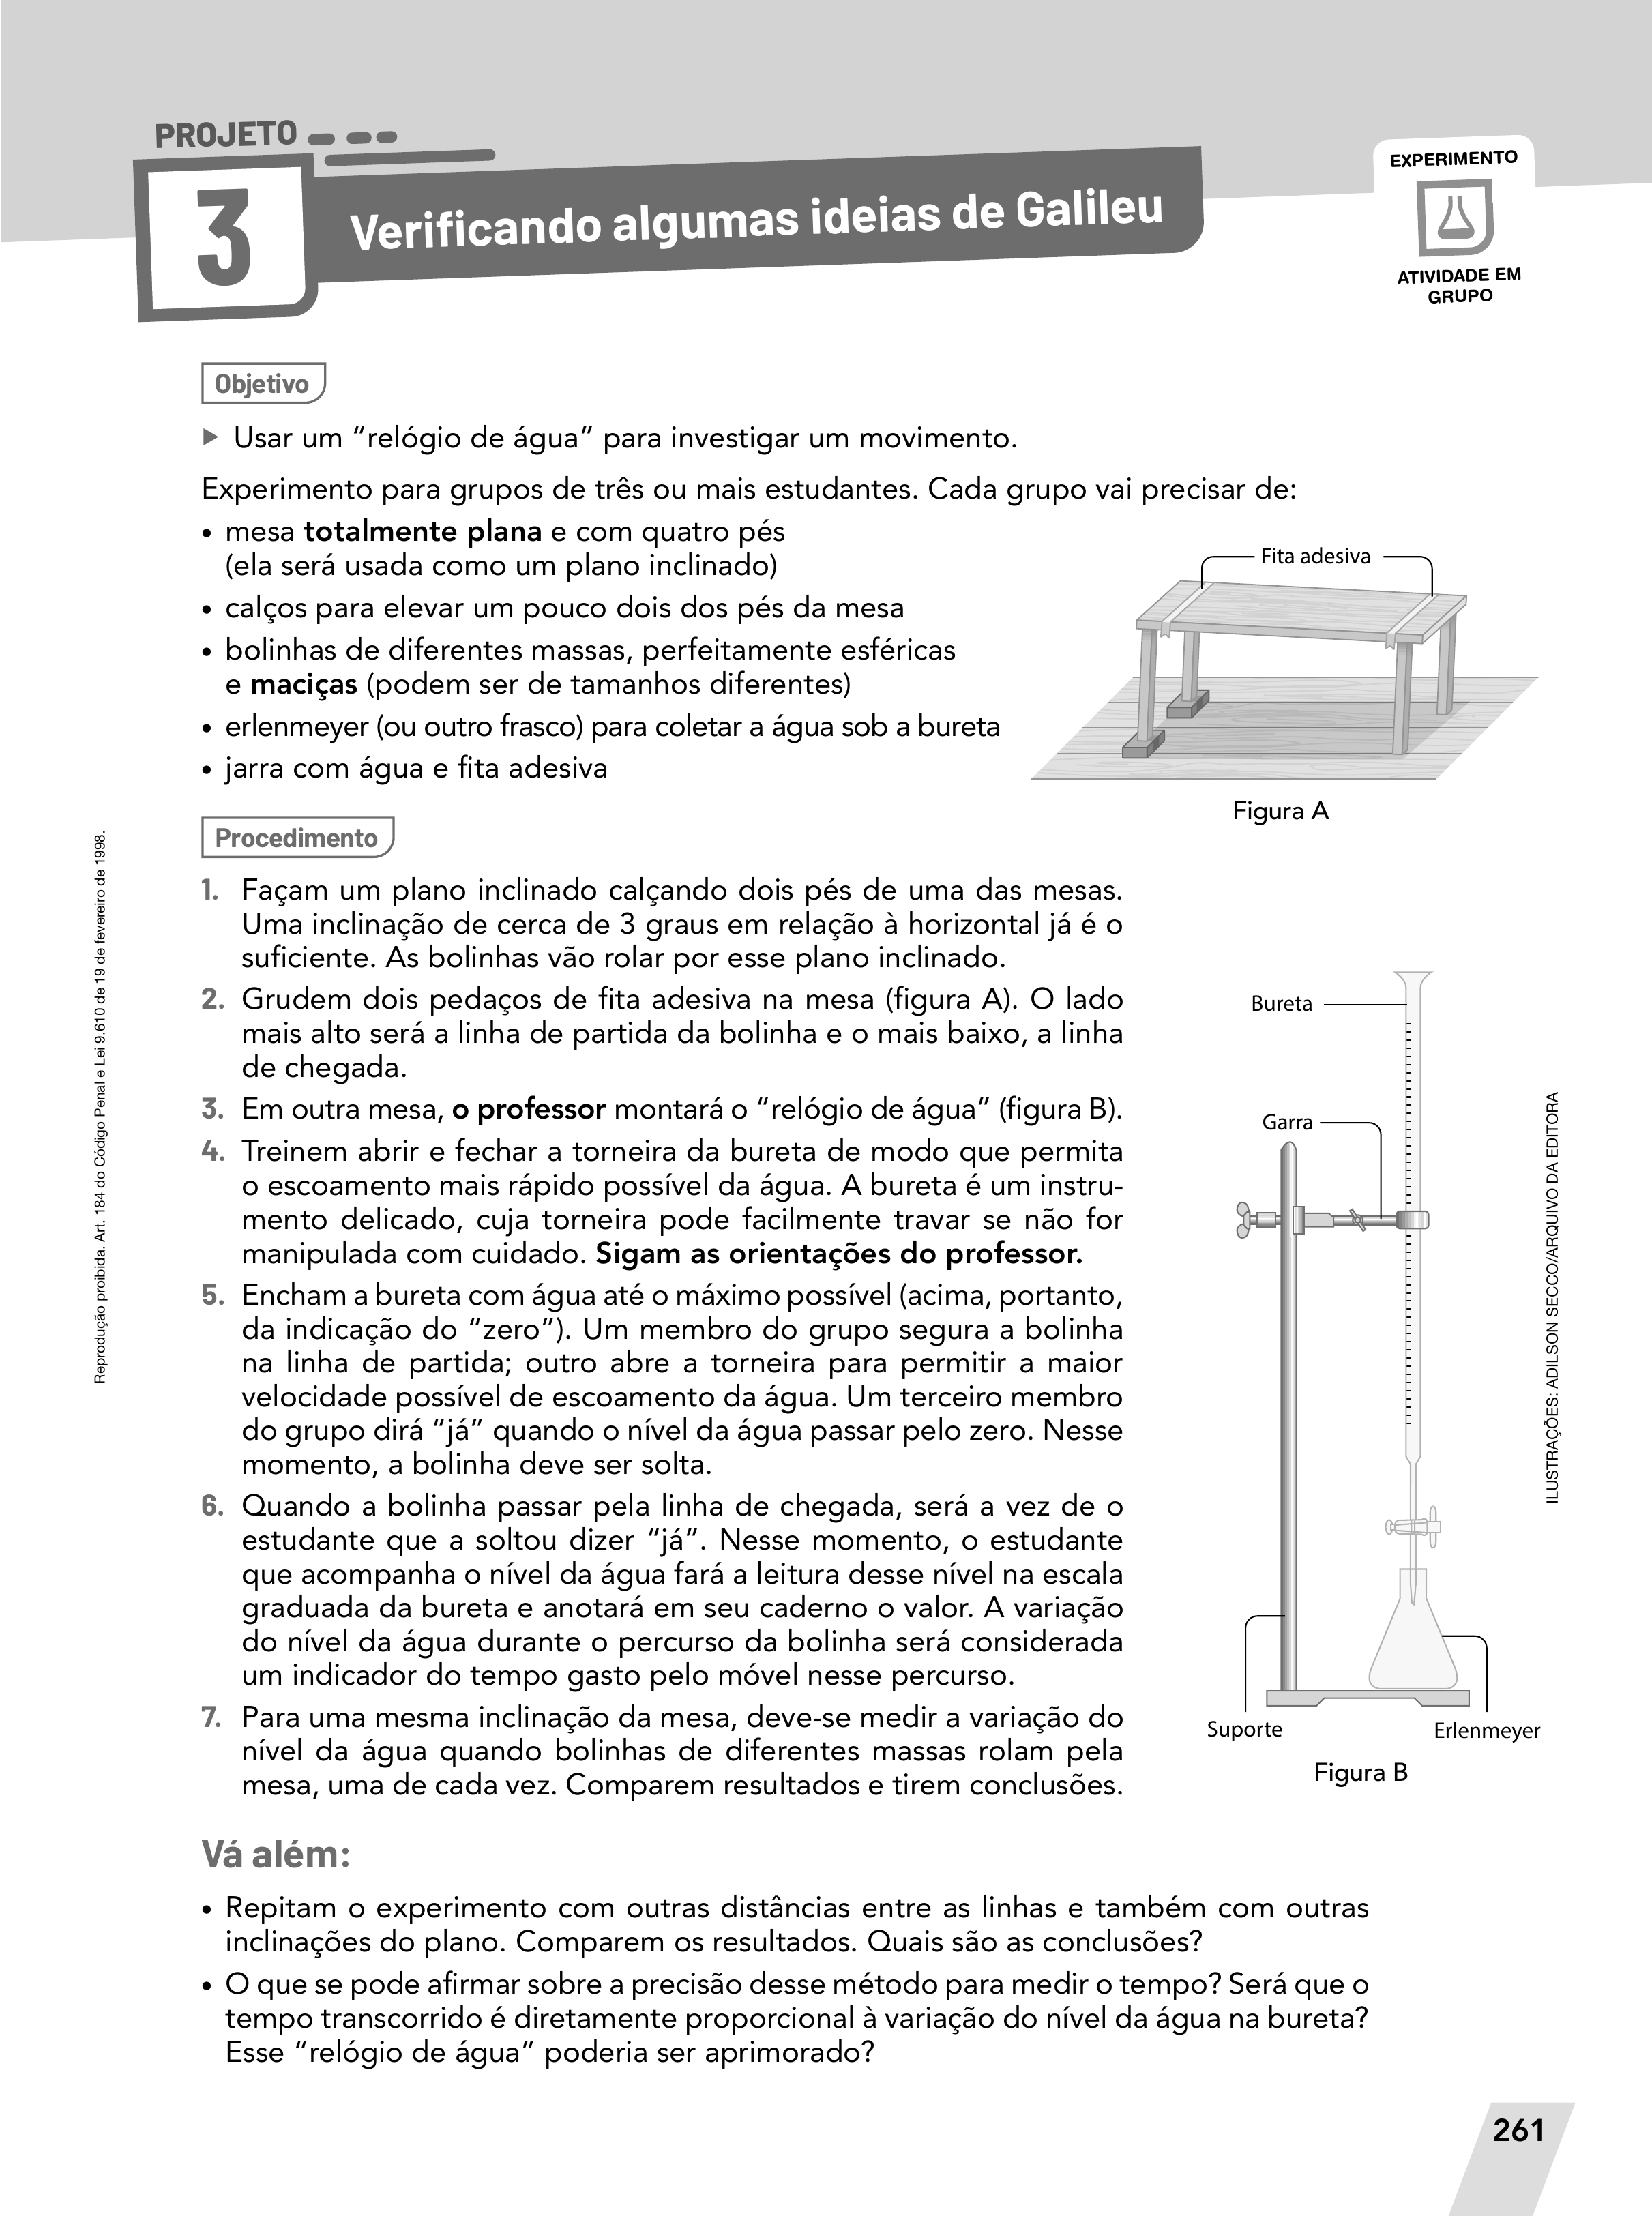 PROJETO
3
Verificando algumas ideias de Galileu
EXPERIMENTO
ATIVIDADE EM
GRUPO
Objetivo
Usar um “relógio de água” para investigar um movimento.
Experimento para grupos de três ou mais estudantes. Cada grupo vai precisar de:
• mesa totalmente plana e com quatro pés
(ela será usada como um plano inclinado)
• calços para elevar um pouco dois dos pés da mesa
• bolinhas de diferentes massas, perfeitamente esféricas
e maciças (podem ser de tamanhos diferentes)
• erlenmeyer (ou outro frasco) para coletar a água sob a bureta
• jarra com água e fita adesiva
Fita adesiva
Figura A
Procedimento
1. Façam um plano inclinado calçando dois pés de uma das mesas.
Uma inclinação de cerca de 3 graus em relação à horizontal já é o
suficiente. As bolinhas vão rolar por esse plano inclinado.
2. Grudem dois pedaços de fita adesiva na mesa (figura A). O lado
mais alto será a linha de partida da bolinha e o mais baixo, a linha
de chegada.
3. Em outra mesa, o professor montará o “relógio de água” (figura B).
4. Treinem abrir e fechar a torneira da bureta de modo que permita
o escoamento mais rápido possível da água. A bureta é um instru-
mento delicado, cuja torneira pode facilmente travar se não for
manipulada com cuidado. Sigam as orientações do professor.
5. Encham a bureta com água até o máximo possível (acima, portanto,
da indicação do “zero”). Um membro do grupo segura a bolinha
na linha de partida; outro abre a torneira para permitir a maior
velocidade possível de escoamento da água. Um terceiro membro
do grupo dirá “já” quando o nível da água passar pelo zero. Nesse
momento, a bolinha deve ser solta.
6. Quando a bolinha passar pela linha de chegada, será a vez de o
estudante que a soltou dizer “já”. Nesse momento, o estudante
que acompanha o nível da água fará a leitura desse nível na escala
graduada da bureta e anotará em seu caderno o valor. A variação
do nível da água durante o percurso da bolinha será considerada
um indicador do tempo gasto pelo móvel nesse percurso.
7. Para uma mesma inclinação da mesa, deve-se medir a variação do
nível da água quando bolinhas de diferentes massas rolam pela
mesa, uma de cada vez. Comparem resultados e tirem conclusões.
Bureta
Garra
Suporte
Erlenmeyer
Figura B
Vá além:
• Repitam o experimento com outras distâncias entre as linhas e também com outras
inclinações do plano. Comparem os resultados. Quais são as conclusões?
• O que se pode afirmar sobre a precisão desse método para medir o tempo? Será que o
tempo transcorrido é diretamente proporcional à variação do nível da água na bureta?
Esse “relógio de água” poderia ser aprimorado?
Reprodução proibida. Art. 184 do Código Penal e Lei 9.610 de 19 de fevereiro de 1998.
ILUSTRAÇÕES: ADILSON SECCO/ARQUIVO DA EDITORA
261